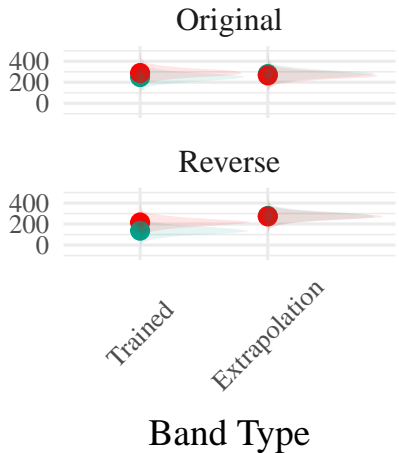 Original
400
200
0
Reverse
400
200
0
Trained
Extrapolation
Band Type